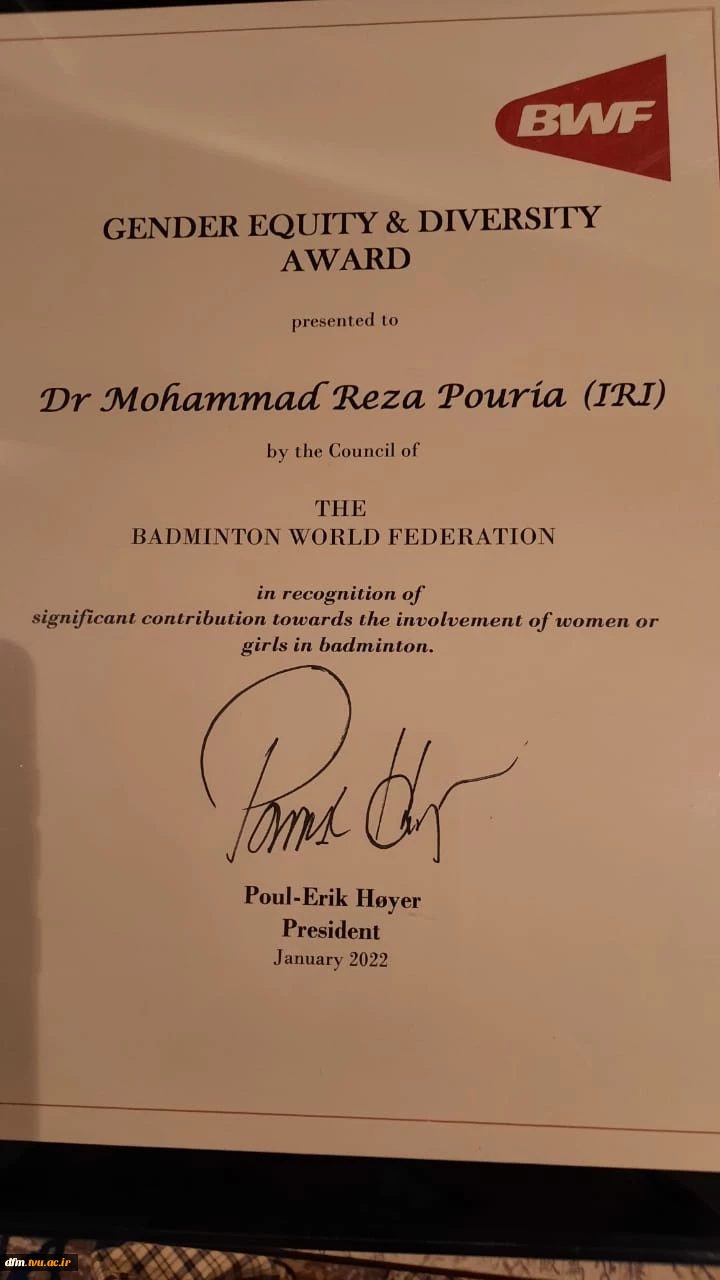 BWF
GENDER EQUITY & DIVERSITY
AWARD
presented to
Dr Mohammad Reza Pouria (IRI)
by the Council of
THE
BADMINTON WORLD FEDERATION
in recognition of
significant contribution towards the involvement of women or
girls in badminton.
Poul-Erik Høyer
President
January 2022
dfm.tvu.ac.ir